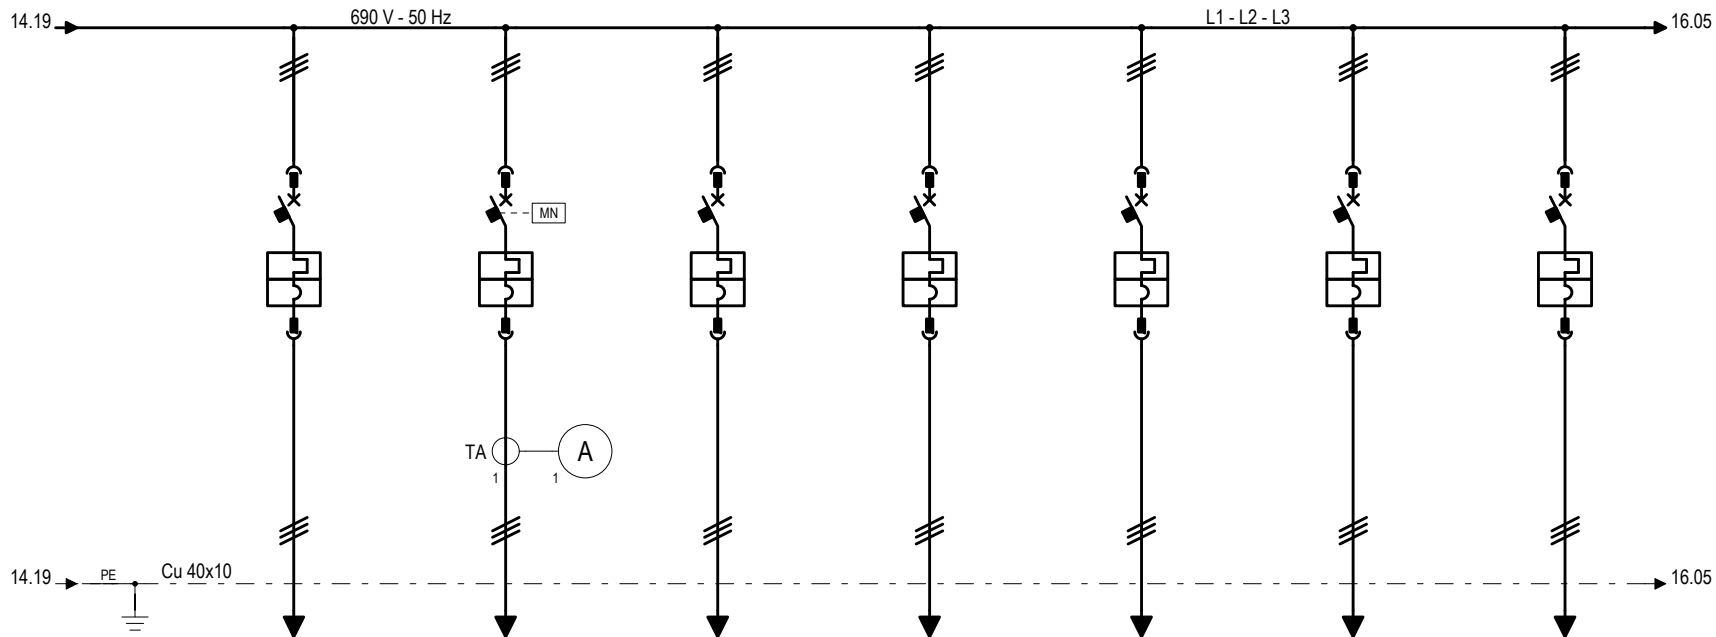 14.19 690 V - 50 Hz L1 - L2 - L3 16.05
MN
TA A
1 1
14.19 PE Cu 40x10 16.05